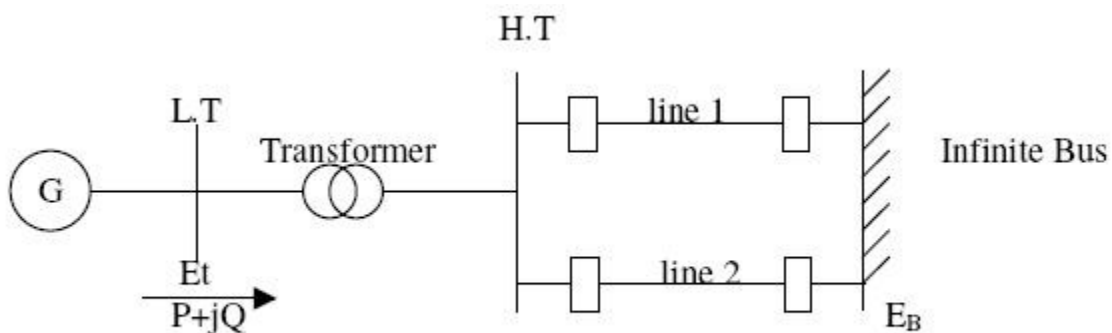 H.T
L.T
line 1
Transformer
Infinite Bus
G
Et
line 2
P+jQ
E_B